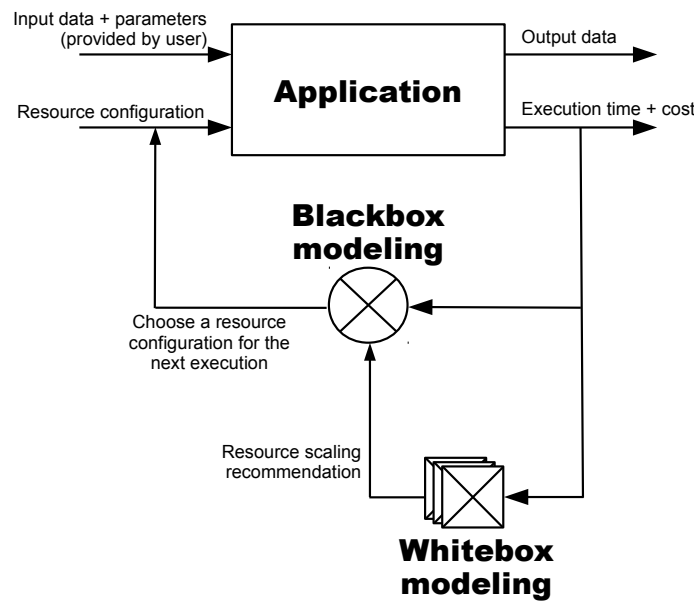 Input data + parameters
(provided by user)
Output data
Application
Resource configuration
Execution time + cost
Blackbox
modeling
Choose a resource
configuration for the
next execution
Resource scaling
recommendation
Whitebox
modeling